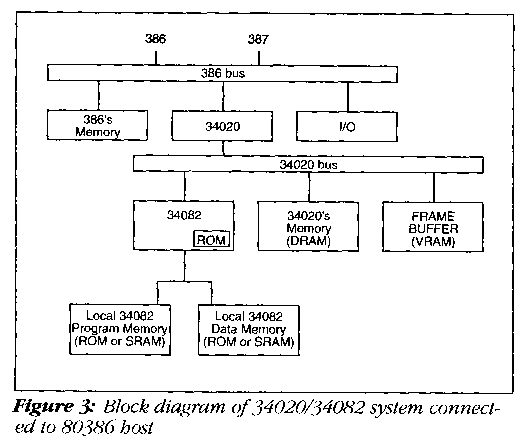 386 387
386 bus
386's
Memory
34020
I/O
34020 bus
34082
ROM
34020's
Memory
(DRAM)
FRAME
BUFFER
(VRAM)
Local 34082
Program Memory
(ROM or SRAM)
Local 34082
Data Memory
(ROM or SRAM)
Figure 3: Block diagram of 34020/34082 system connect-
ed to 80386 host